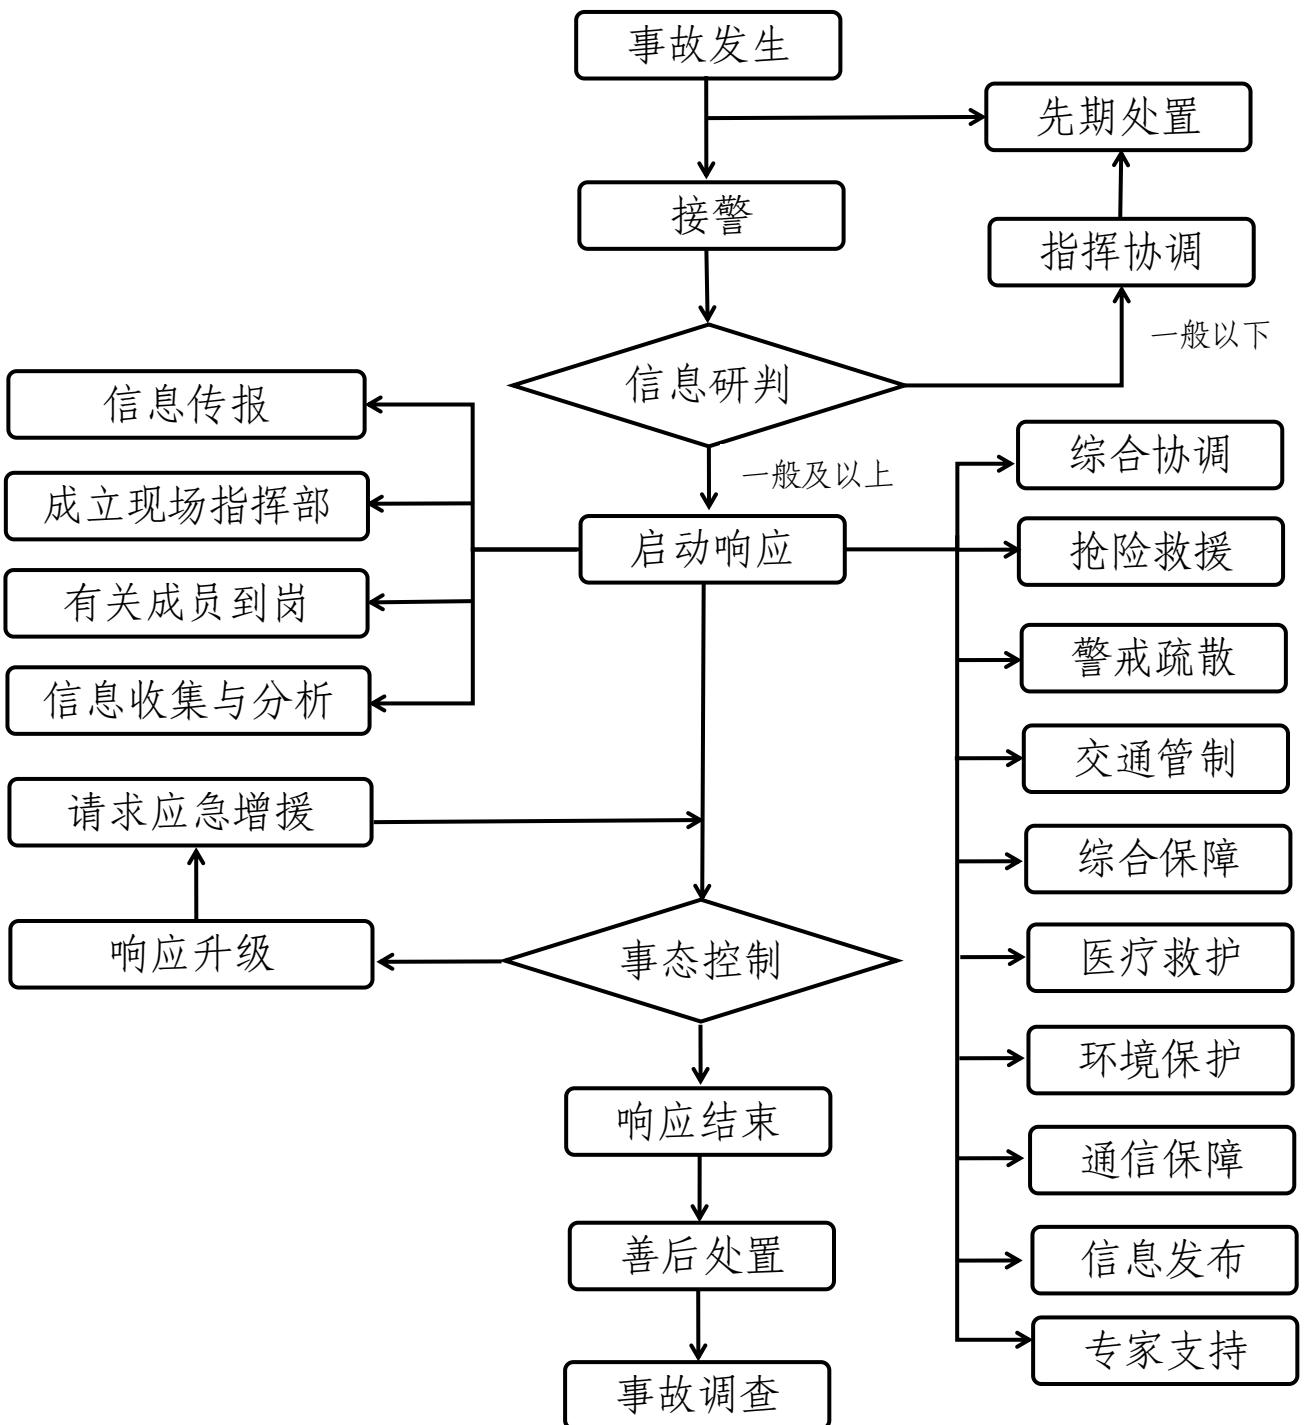 事故发生
先期处置
接警
指挥协调
一般以下
信息研判
信息传报
一般及以上
综合协调
成立现场指挥部
启动响应
抢险救援
有关成员到岗
警戒疏散
信息收集与分析
交通管制
请求应急增援
综合保障
响应升级
事态控制
医疗救护
环境保护
响应结束
通信保障
善后处置
信息发布
专家支持
事故调查